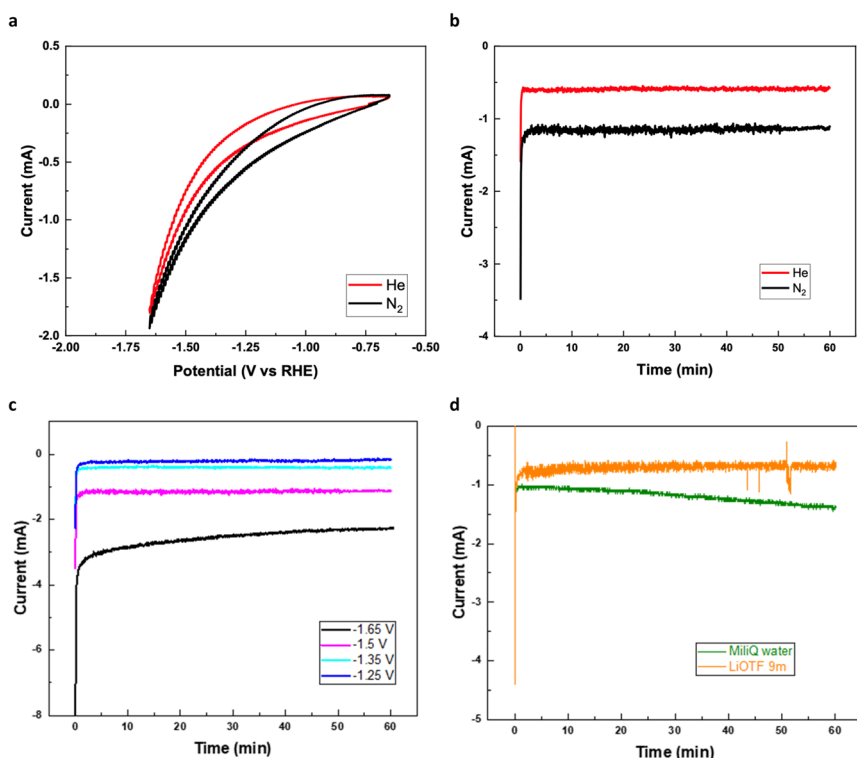 a
0.5
0.0
-0.5
-1.0
-1.5
-2.0
Current (mA)
He
N2
-2.00 -1.75 -1.50 -1.25 -1.00 -0.75 -0.50
Potential (V vs RHE)
b
0
-1
-2
-3
-4
Current (mA)
He
N2
0 10 20 30 40 50 60
Time (min)
c
0
-2
-4
-6
-8
Current (mA)
-1.65 V
-1.5 V
-1.35 V
-1.25 V
0 10 20 30 40 50 60
Time (min)
d
0
-1
-2
-3
-4
-5
Current (mA)
MiliQ water
LiOTF 9m
0 10 20 30 40 50 60
Time (min)